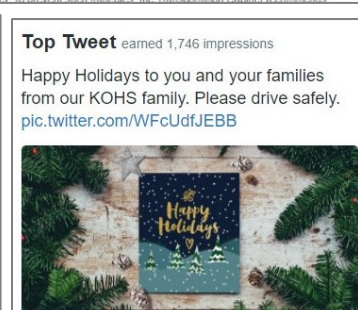 Top Tweet earned 1,746 impressions
Happy Holidays to you and your families
from our KOHS family. Please drive safely.
pic.twitter.com/WFcUdfJEBB
Happy
Holidays